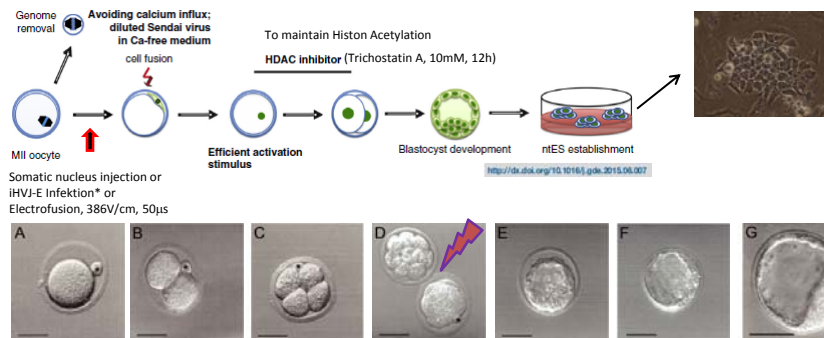 Genome
removal
Avoiding calcium influx;
diluted Sendai virus
in Ca-free medium
cell fusion
To maintain Histon Acetylation
HDAC inhibitor (Trichostatin A, 10mM, 12h)
MII oocyte
Efficient activation
stimulus
Blastocyst development
ntES establishment
http://dx.doi.org/10.1016/j.gde.2015.06.007
Somatic nucleus injection or
iHVJ-E Infektion* or
Electrofusion, 386V/cm, 50µs
A
B
C
D
E
F
G